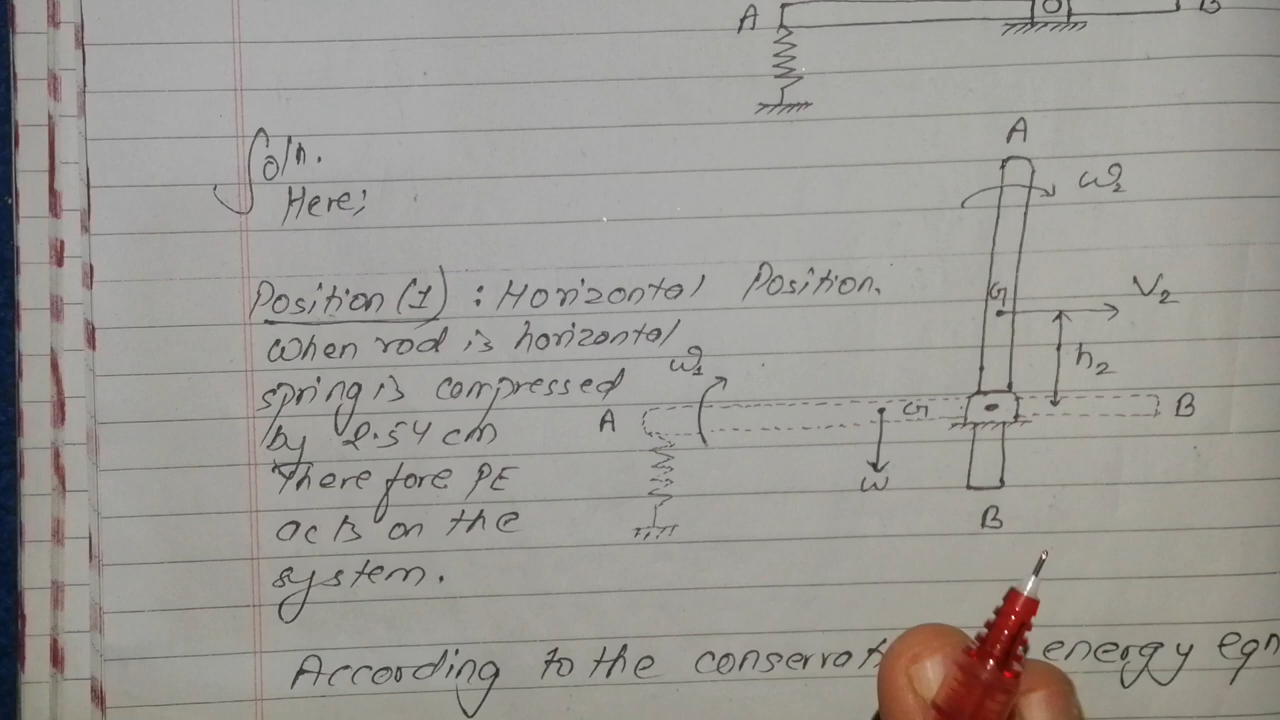 A
B
Soln.
Here;
A
ω2
Position (1) : Horizontal Position.
G
V2
When rod is horizontal
ω1
h2
spring is compressed
A
G
B
by 2.54 cm
Therefore PE
W
acts on the
B
system.
According to the energy eqn